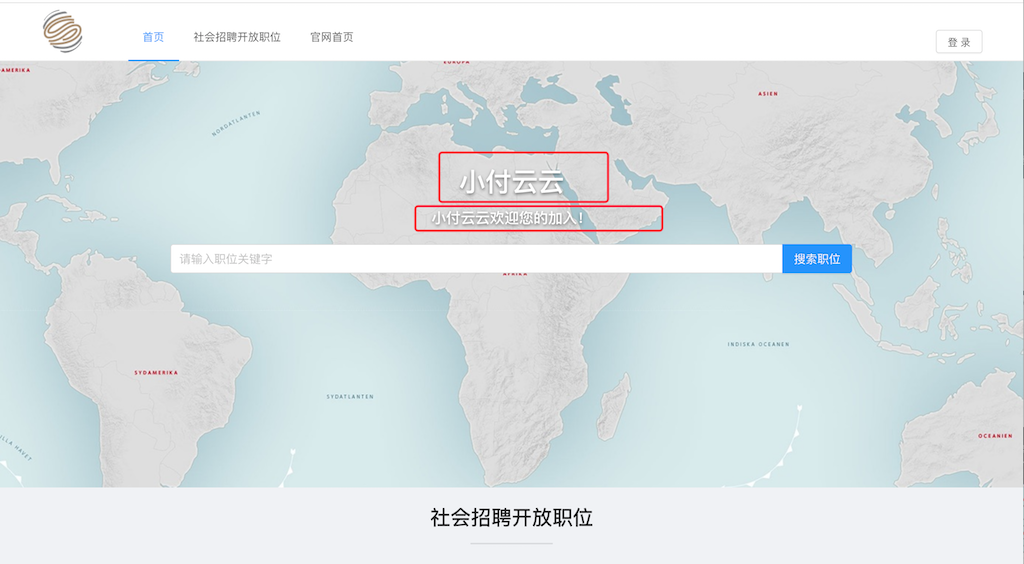 首页
社会招聘开放职位
官网首页
登 录
AMERIKA
EUROPA
ASIEN
NORDATLANTEN
小付云云
小付云云欢迎您的加入！
请输入职位关键字
搜索职位
AFRIKA
INDISKA OCEANEN
SYDAMERIKA
SYDATLANTEN
OCEANIEN
LLA HAVET
社会招聘开放职位